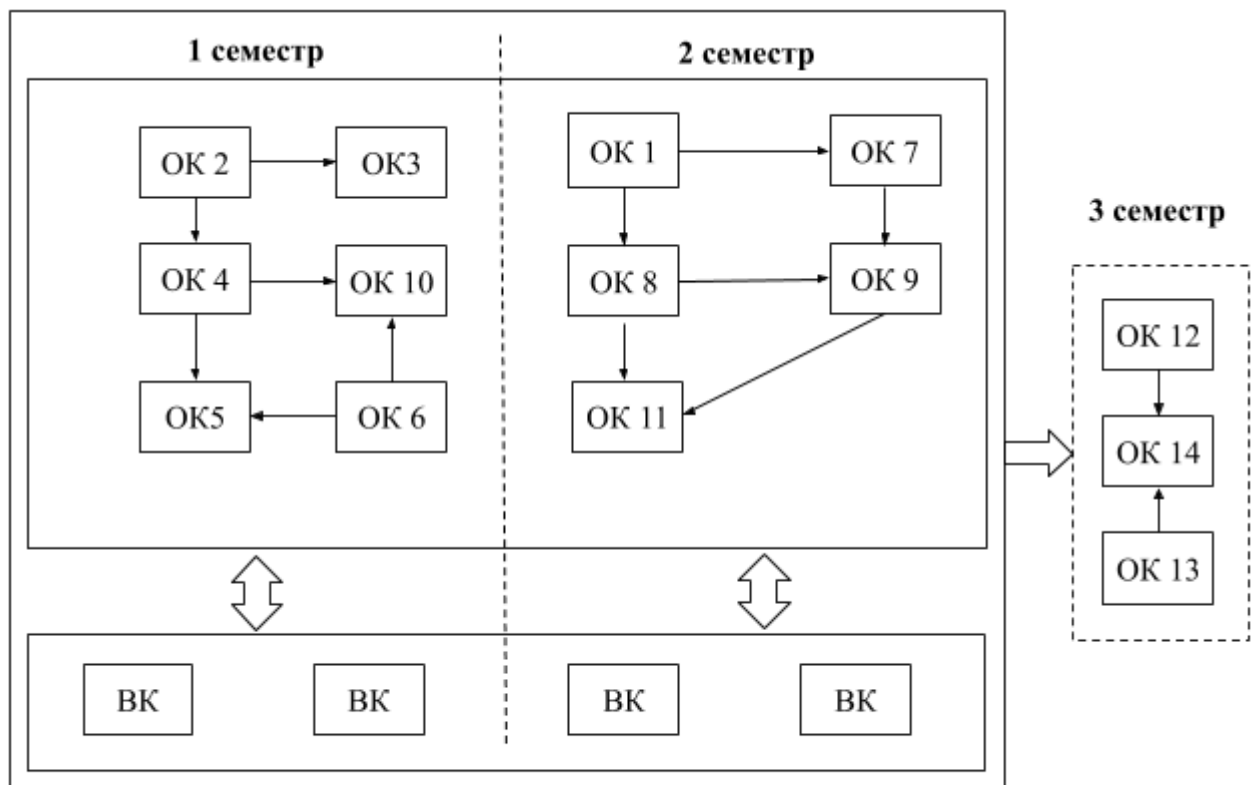 1 семестр
2 семестр
ОК 2
ОК3
ОК 1
ОК 7
3 семестр
ОК 4
ОК 10
ОК 8
ОК 9
ОК 12
ОК5
ОК 6
ОК 11
ОК 14
ОК 13
ВК
ВК
ВК
ВК